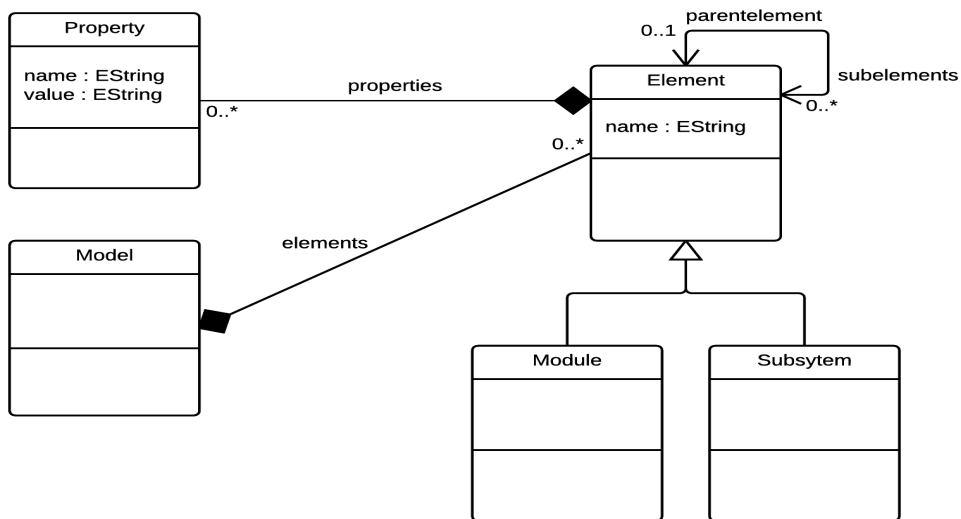 parentelement
0..1
Property
Element
subelements
name : EString
value : EString
properties
0..*
0..*
name : EString
0..*
elements
Model
Module
Subsytem